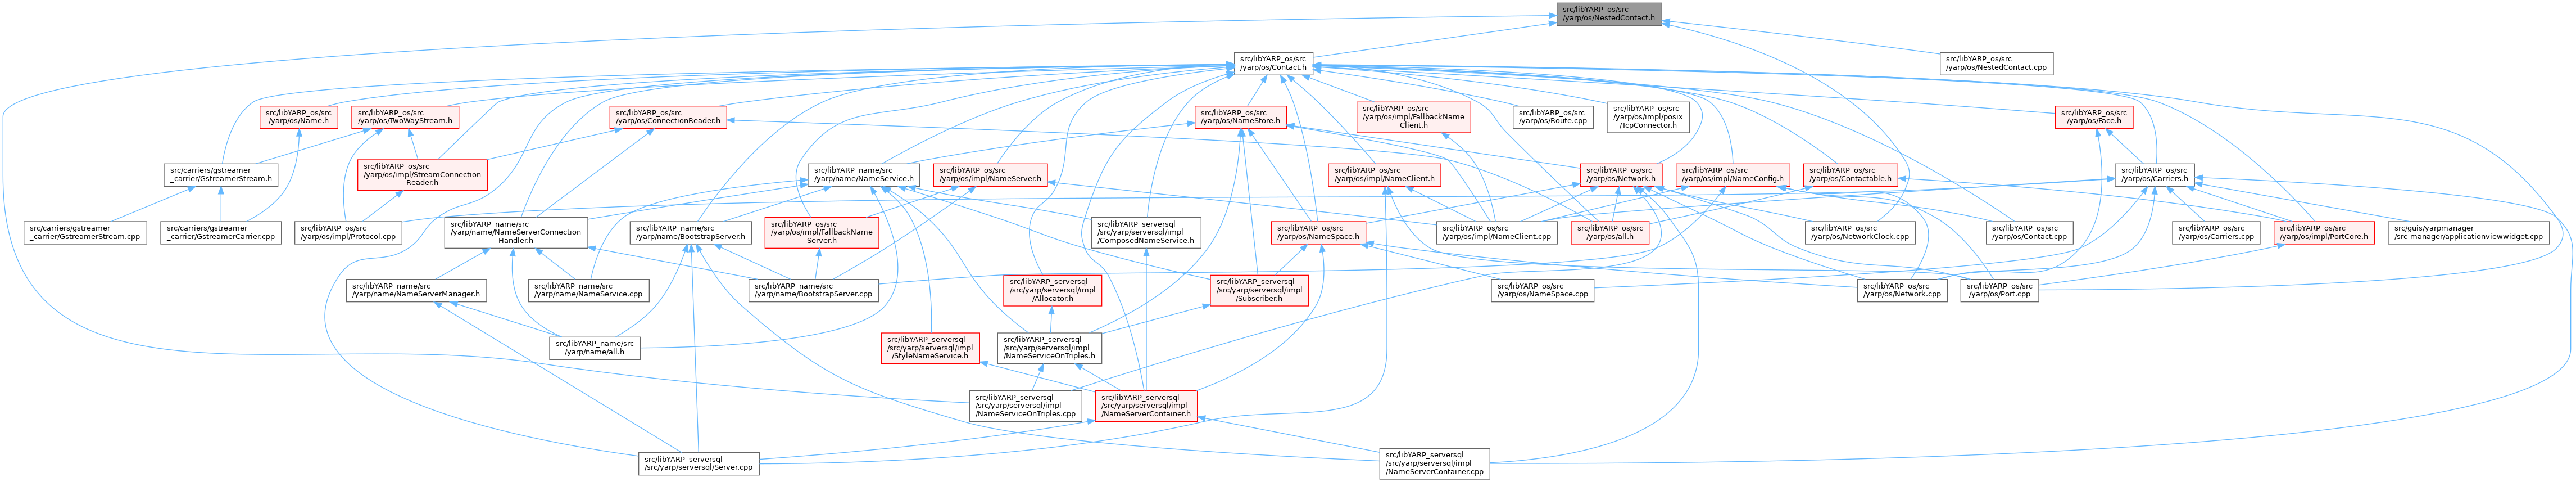 src/libYARP_os/src
/yarp/os/NestedContact.h
src/libYARP_os/src
/yarp/os/Contact.h
src/libYARP_os/src
/yarp/os/NestedContact.cpp
src/libYARP_os/src
/yarp/os/Name.h
src/libYARP_os/src
/yarp/os/TwoWayStream.h
src/libYARP_os/src
/yarp/os/ConnectionReader.h
src/libYARP_os/src
/yarp/os/NameStore.h
src/libYARP_os/src
/yarp/os/impl/FallbackName
Client.h
src/libYARP_os/src
/yarp/os/Route.cpp
src/libYARP_os/src
/yarp/os/impl/posix
/TcpConnector.h
src/libYARP_os/src
/yarp/os/Face.h
src/carriers/gstreamer
_carrier/GstreamerStream.h
src/libYARP_os/src
/yarp/os/impl/StreamConnection
Reader.h
src/libYARP_name/src
/yarp/name/NameService.h
src/libYARP_os/src
/yarp/os/impl/NameServer.h
src/libYARP_os/src
/yarp/os/impl/NameClient.h
src/libYARP_os/src
/yarp/os/Network.h
src/libYARP_os/src
/yarp/os/impl/NameConfig.h
src/libYARP_os/src
/yarp/os/Contactable.h
src/libYARP_os/src
/yarp/os/Carriers.h
src/carriers/gstreamer
_carrier/GstreamerStream.cpp
src/carriers/gstreamer
_carrier/GstreamerCarrier.cpp
src/libYARP_os/src
/yarp/os/impl/Protocol.cpp
src/libYARP_name/src
/yarp/name/NameServerConnection
Handler.h
src/libYARP_name/src
/yarp/name/BootstrapServer.h
src/libYARP_os/src
/yarp/os/impl/FallbackName
Server.h
src/libYARP_serversql
/src/yarp/serversql/impl
/ComposedNameService.h
src/libYARP_os/src
/yarp/os/NameSpace.h
src/libYARP_os/src
/yarp/os/impl/NameClient.cpp
src/libYARP_os/src
/yarp/os/all.h
src/libYARP_os/src
/yarp/os/NetworkClock.cpp
src/libYARP_os/src
/yarp/os/Contact.cpp
src/libYARP_os/src
/yarp/os/Carriers.cpp
src/libYARP_os/src
/yarp/os/impl/PortCore.h
src/guis/yarpmanager
/src-manager/applicationviewwidget.cpp
src/libYARP_name/src
/yarp/name/NameServerManager.h
src/libYARP_name/src
/yarp/name/NameService.cpp
src/libYARP_name/src
/yarp/name/BootstrapServer.cpp
src/libYARP_serversql
/src/yarp/serversql/impl
/Allocator.h
src/libYARP_serversql
/src/yarp/serversql/impl
/Subscriber.h
src/libYARP_os/src
/yarp/os/NameSpace.cpp
src/libYARP_os/src
/yarp/os/Network.cpp
src/libYARP_os/src
/yarp/os/Port.cpp
src/libYARP_name/src
/yarp/name/all.h
src/libYARP_serversql
/src/yarp/serversql/impl
/StyleNameService.h
src/libYARP_serversql
/src/yarp/serversql/impl
/NameServiceOnTriples.h
src/libYARP_serversql
/src/yarp/serversql/impl
/NameServiceOnTriples.cpp
src/libYARP_serversql
/src/yarp/serversql/impl
/NameServerContainer.h
src/libYARP_serversql
/src/yarp/serversql/Server.cpp
src/libYARP_serversql
/src/yarp/serversql/impl
/NameServerContainer.cpp